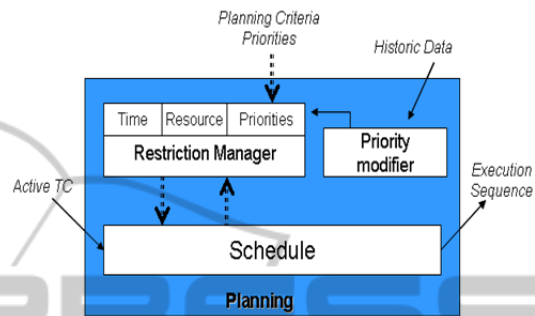 Planning Criteria
Priorities
Historic Data
Time Resource Priorities
Restriction Manager
Priority
modifier
Execution
Sequence
Active TC
Schedule
Planning